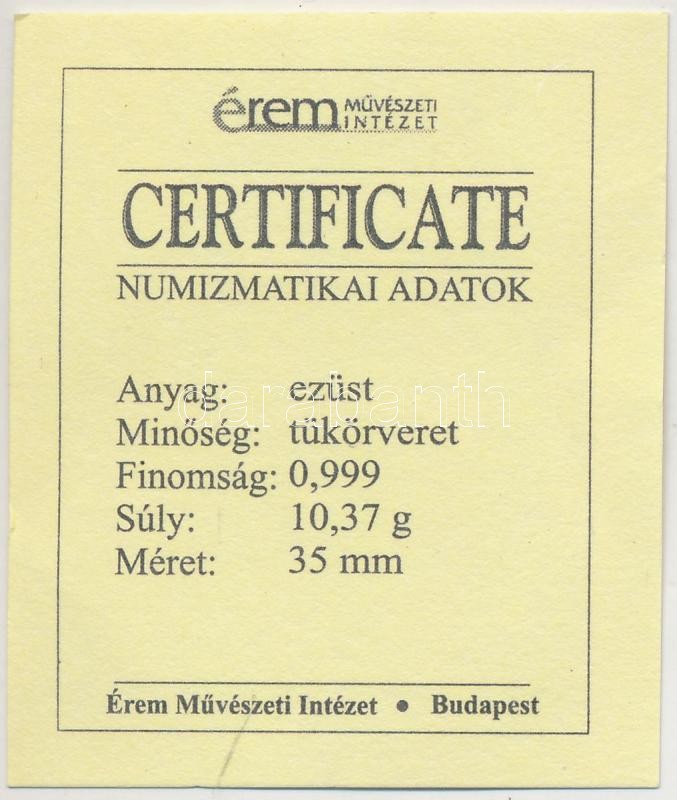 érem MŰVÉSZETI
INTÉZET
CERTIFICATE
NUMIZMATIKAI ADATOK
Anyag: ezüst
darabanth
Minőség: tükörveret
Finomság: 0,999
Súly: 10,37 g
Méret: 35 mm
Érem Művészeti Intézet • Budapest